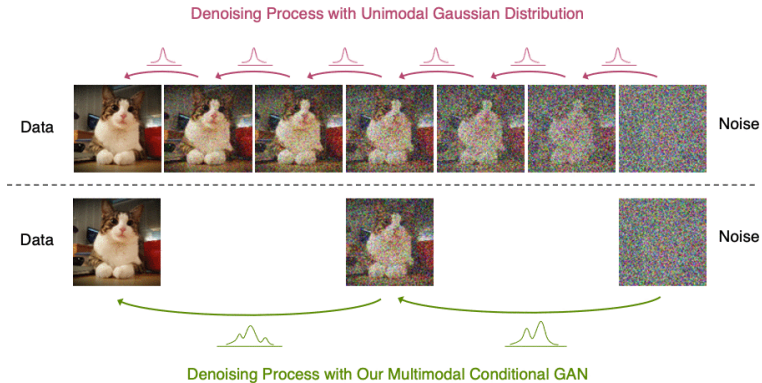 Denoising Process with Unimodal Gaussian Distribution
Data
Noise
Data
Noise
Denoising Process with Our Multimodal Conditional GAN